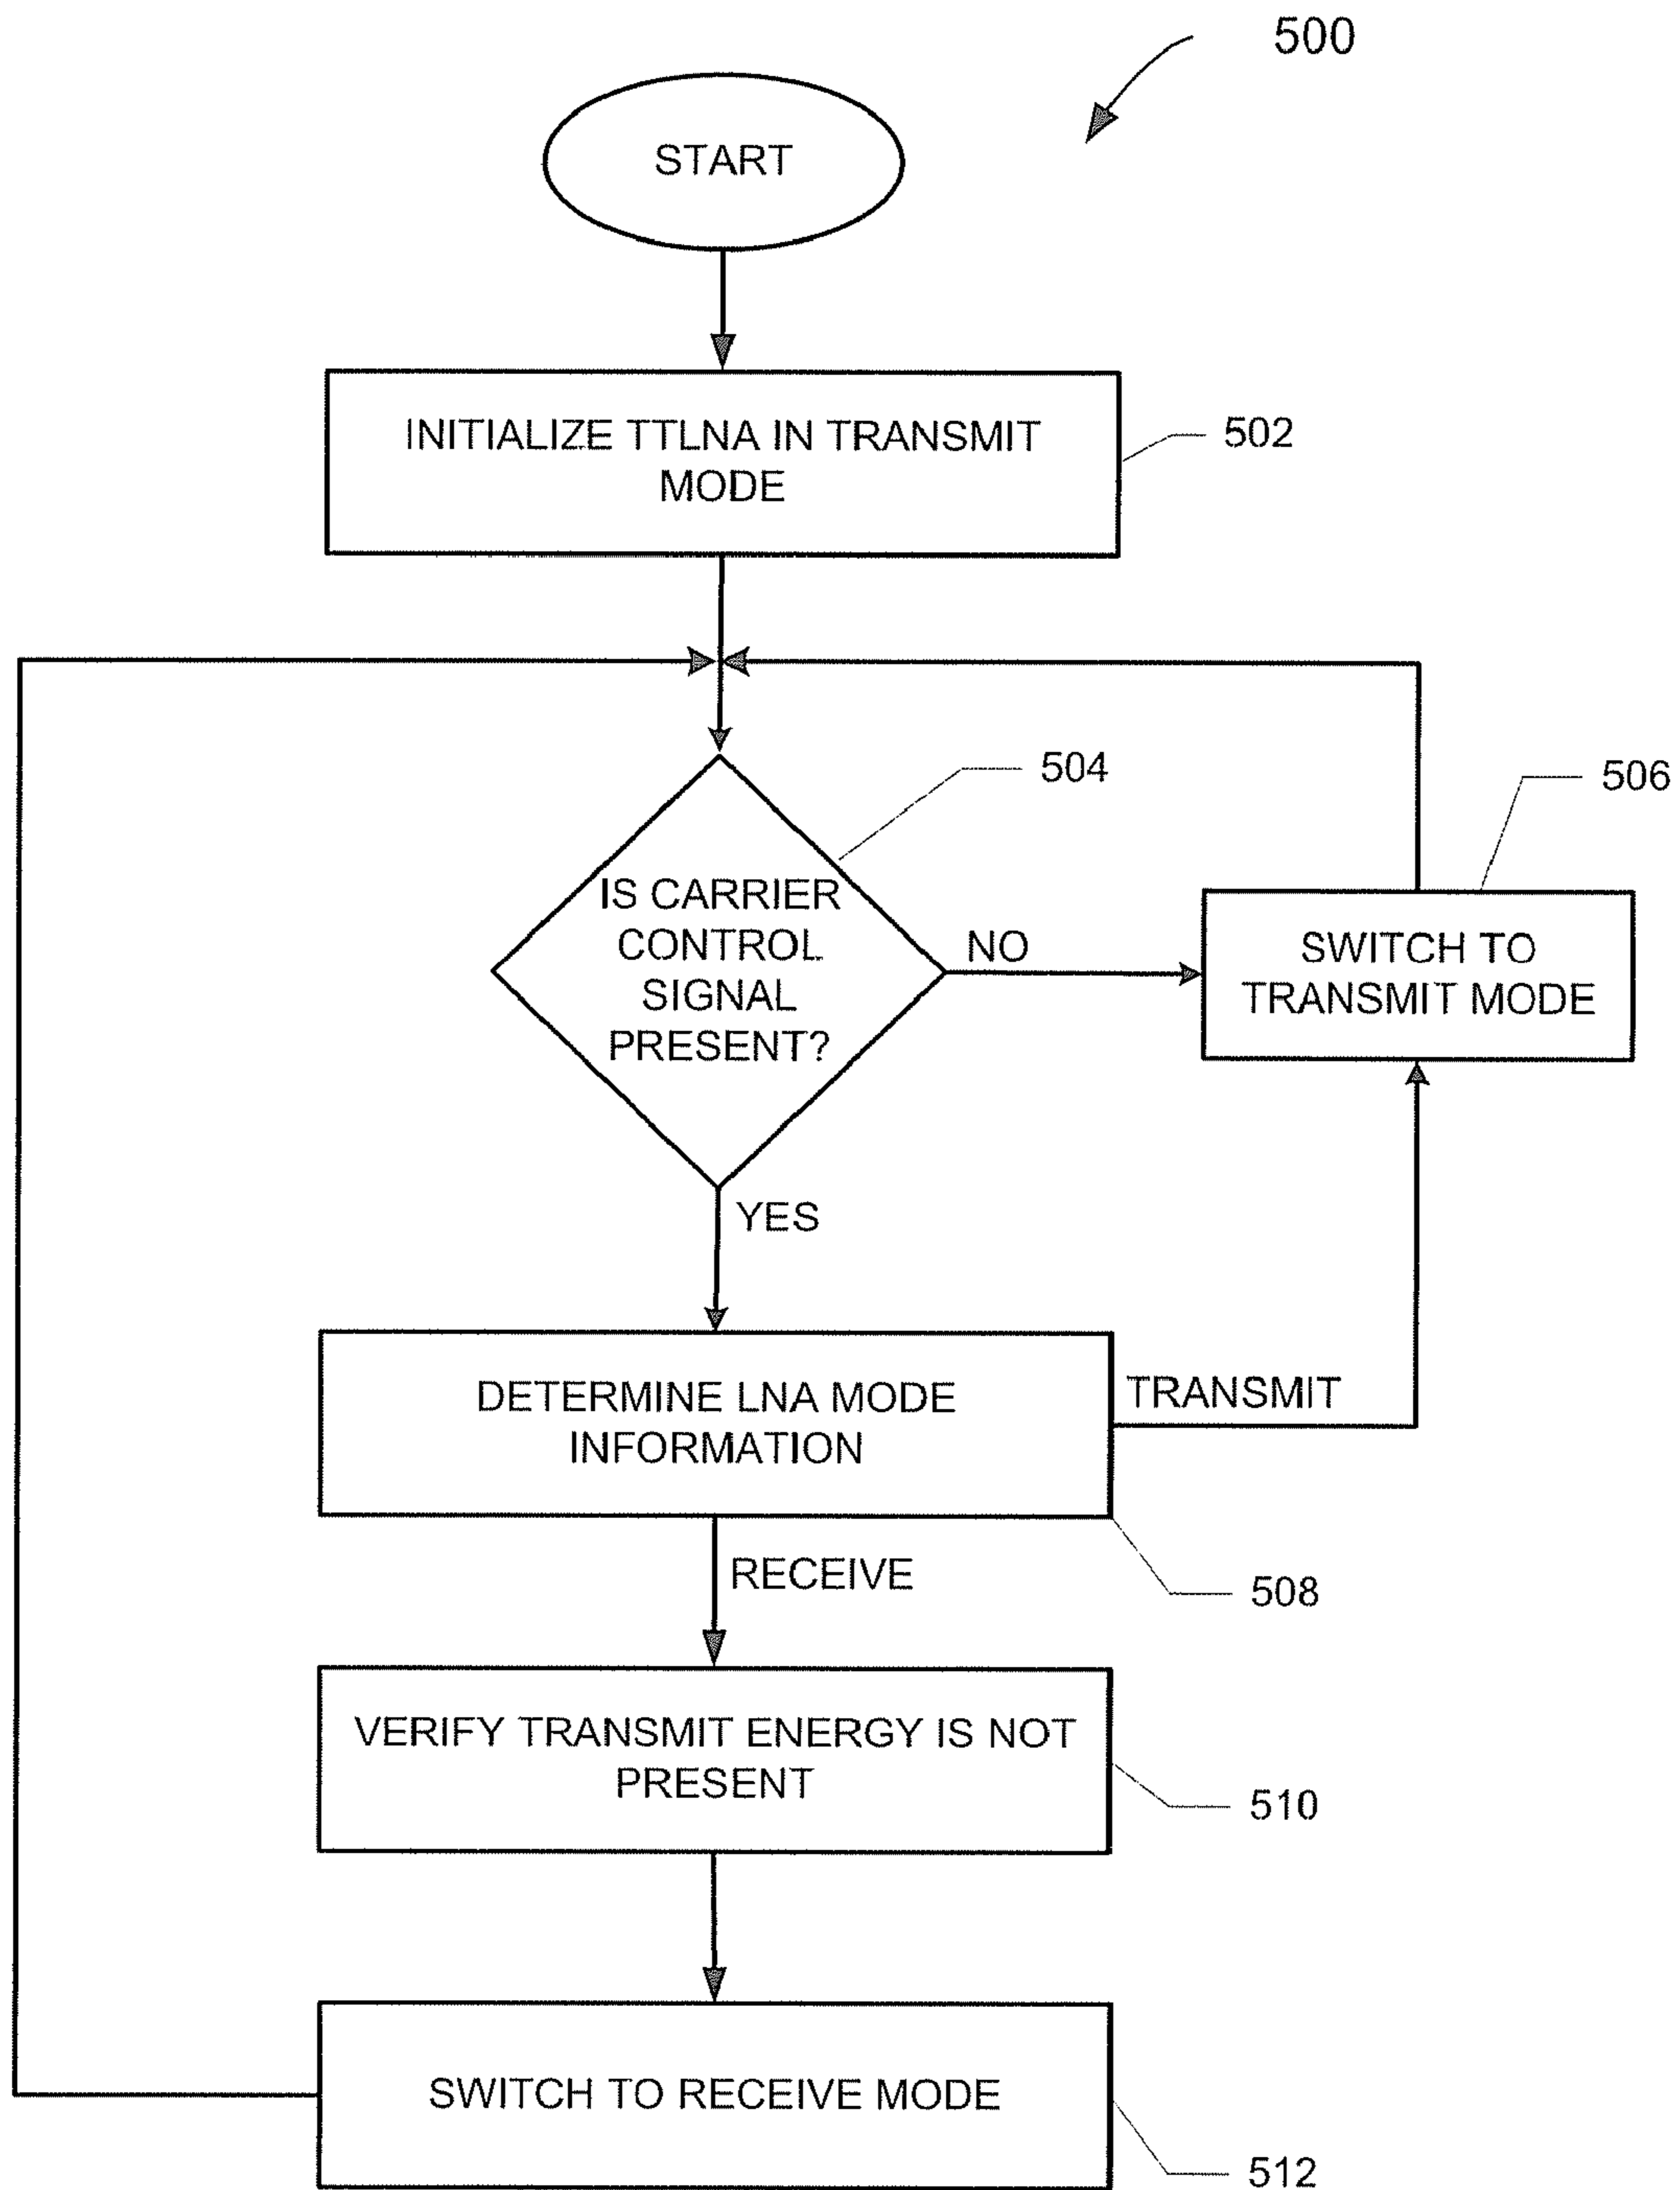 500
START
INITIALIZE TTLNA IN TRANSMIT
MODE
502
504
506
IS CARRIER
CONTROL
SIGNAL
PRESENT?
NO
SWITCH TO
TRANSMIT MODE
YES
DETERMINE LNA MODE
INFORMATION
TRANSMIT
508
RECEIVE
VERIFY TRANSMIT ENERGY IS NOT
PRESENT
510
SWITCH TO RECEIVE MODE
512